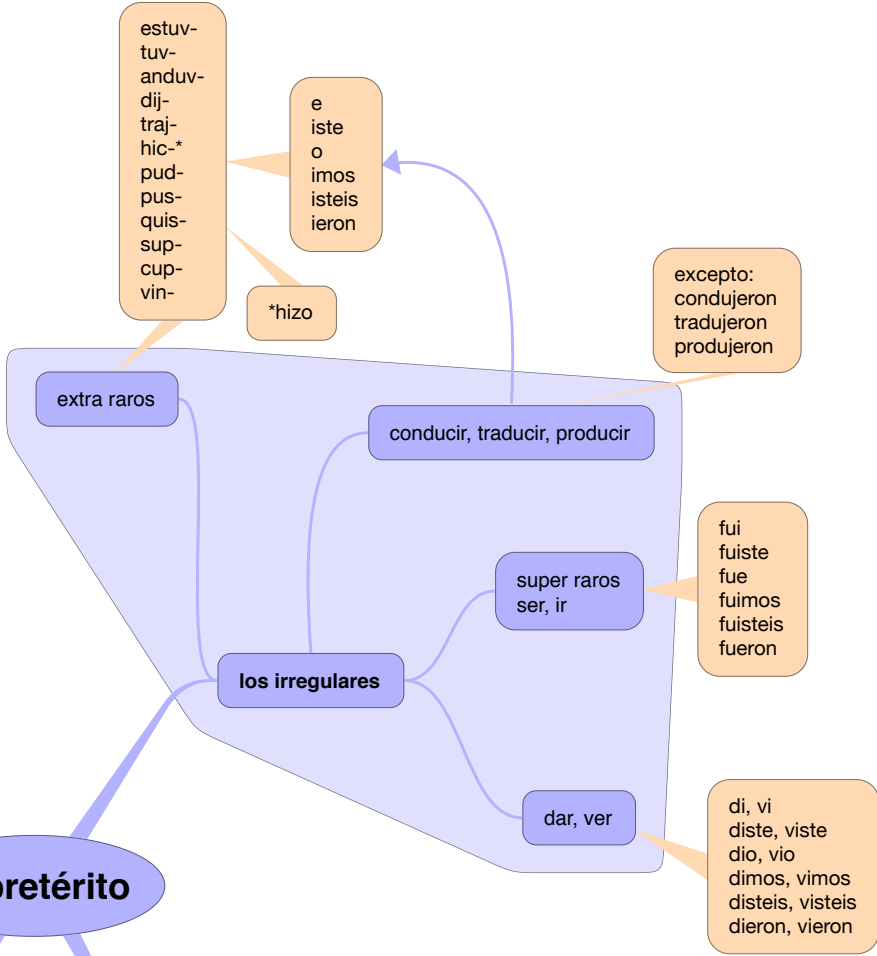 estuv-
tuv-
anduv-
dij-
traj-
hic-*
pud-
pus-
quis-
sup-
cup-
vin-
e
iste
o
imos
isteis
ieron
*hizo
excepto:
condujeron
tradujeron
produjeron
extra raros
conducir, traducir, producir
super raros
ser, ir
fui
fuiste
fue
fuimos
fuisteis
fueron
los irregulares
dar, ver
di, vi
diste, viste
dio, vio
dimos, vimos
disteis, visteis
dieron, vieron
pretérito